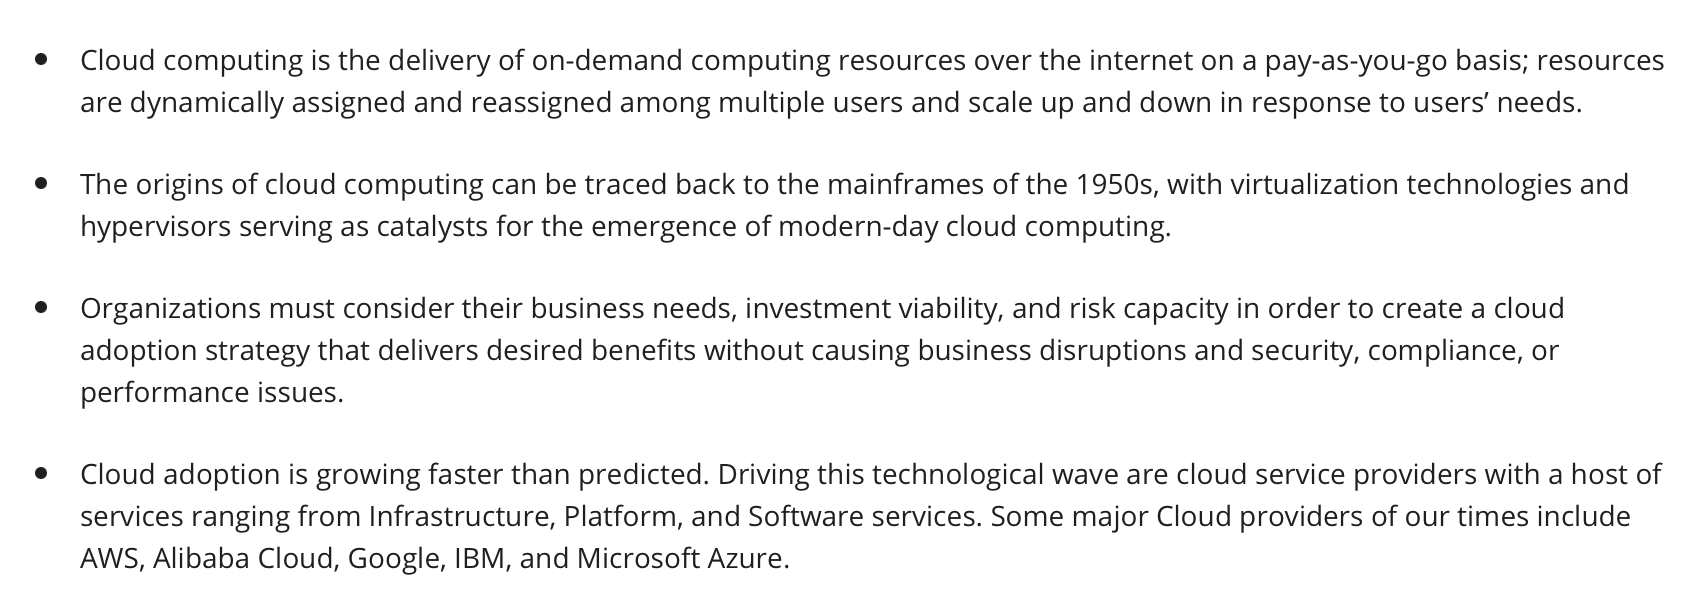 • Cloud computing is the delivery of on-demand computing resources over the internet on a pay-as-you-go basis; resources
are dynamically assigned and reassigned among multiple users and scale up and down in response to users’ needs.
• The origins of cloud computing can be traced back to the mainframes of the 1950s, with virtualization technologies and
hypervisors serving as catalysts for the emergence of modern-day cloud computing.
• Organizations must consider their business needs, investment viability, and risk capacity in order to create a cloud
adoption strategy that delivers desired benefits without causing business disruptions and security, compliance, or
performance issues.
• Cloud adoption is growing faster than predicted. Driving this technological wave are cloud service providers with a host of
services ranging from Infrastructure, Platform, and Software services. Some major Cloud providers of our times include
AWS, Alibaba Cloud, Google, IBM, and Microsoft Azure.